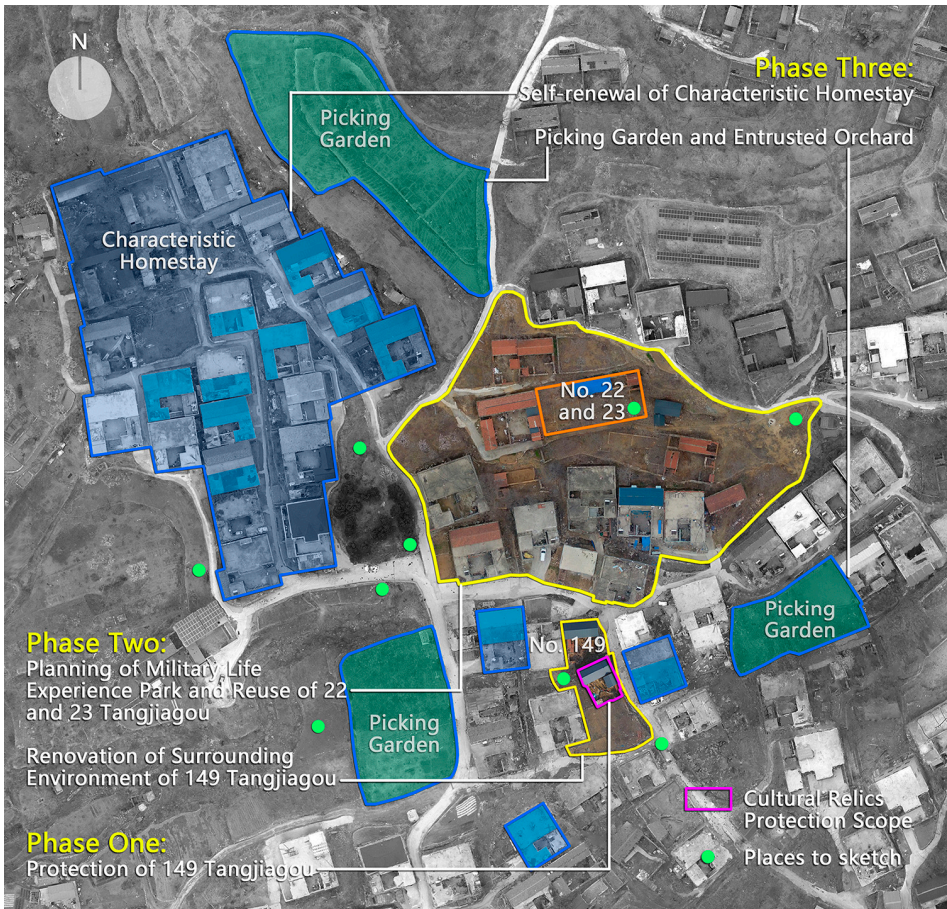 N
Phase Three:
Self-renewal of Characteristic Homestay
Picking Garden and Entrusted Orchard
Picking
Garden
Characteristic
Homestay
No. 22
and 23
Picking
Garden
No. 149
Phase Two:
Planning of Military Life
Experience Park and Reuse of 22
and 23 Tangjiagou
Picking
Garden
Renovation of Surrounding
Environment of 149 Tangjiagou
Cultural Relics
Protection Scope
Phase One:
Protection of 149 Tangjiagou
Places to sketch